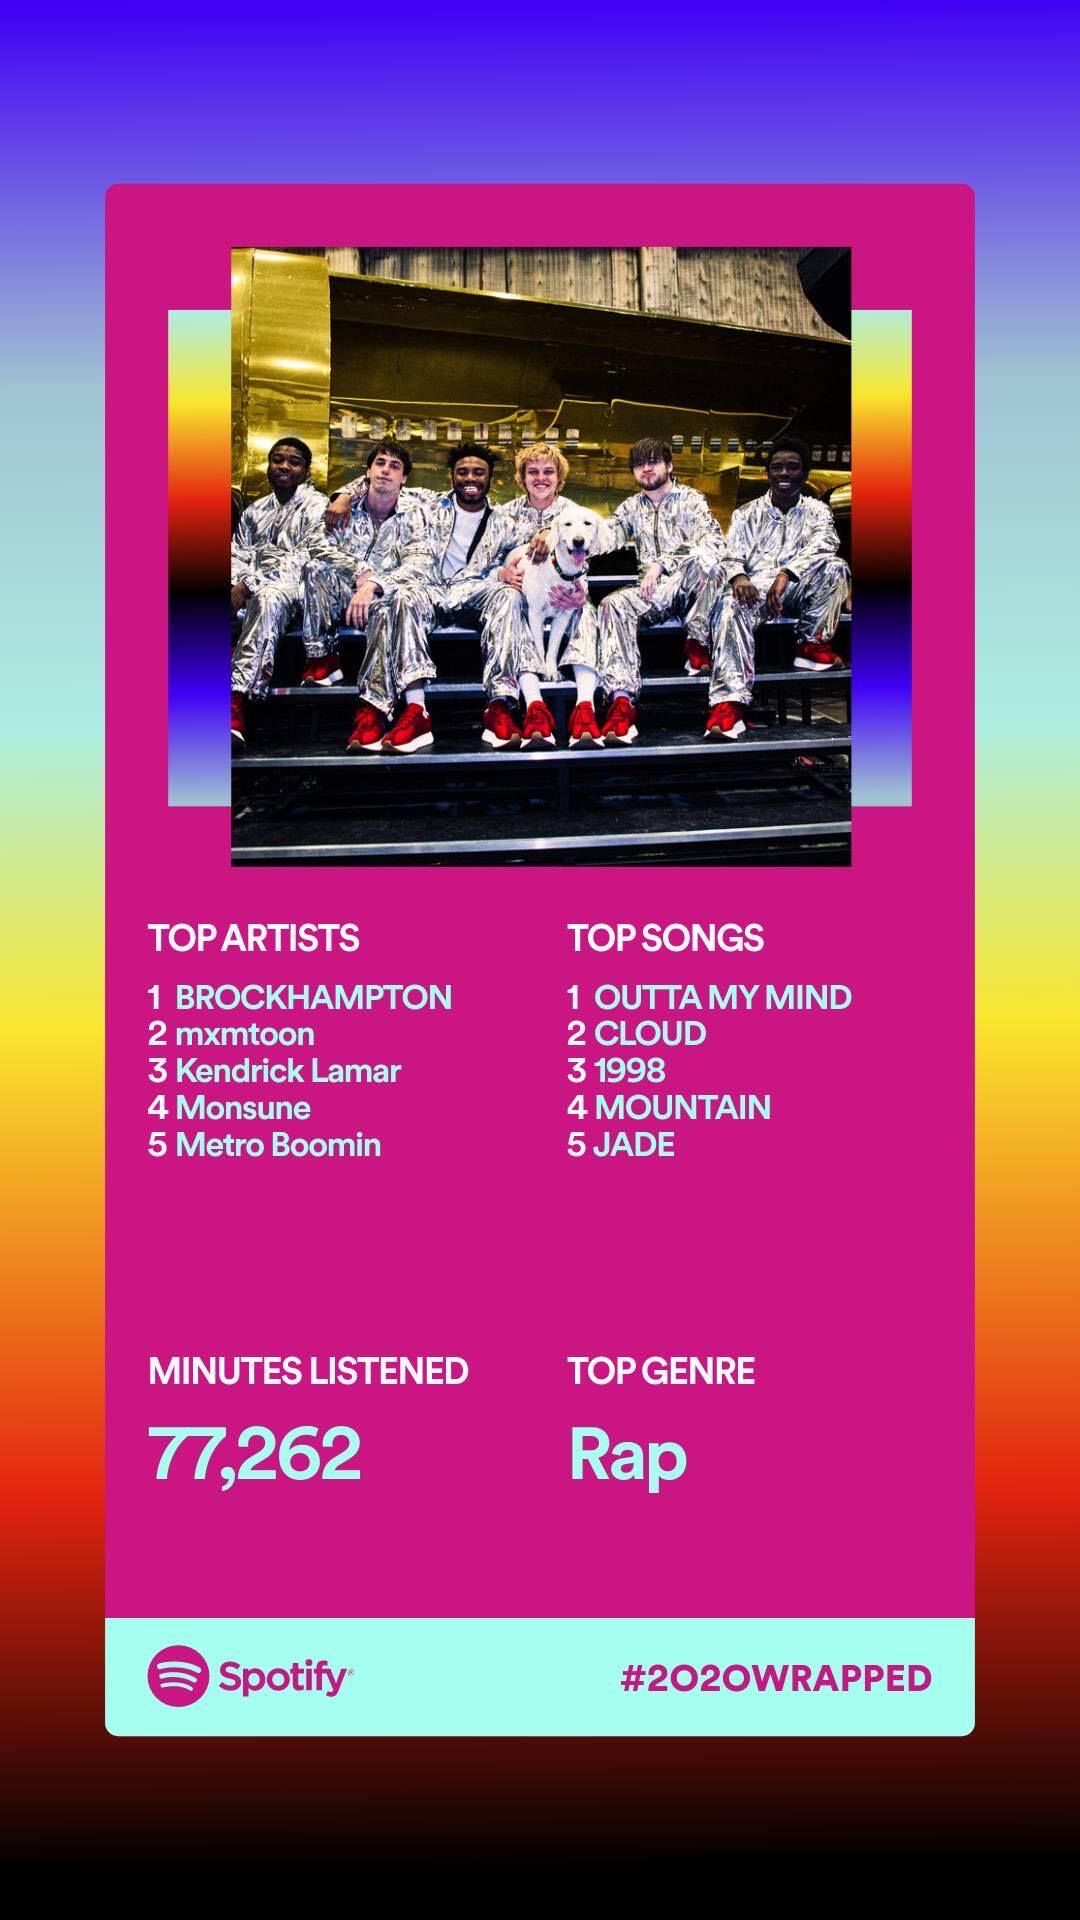 TOP ARTISTS
1 BROCKHAMPTON
2 mxmtoon
3 Kendrick Lamar
4 Monsune
5 Metro Boomin
TOP SONGS
1 OUTTA MY MIND
2 CLOUD
3 1998
4 MOUNTAIN
5 JADE
MINUTES LISTENED
77,262
TOP GENRE
Rap
Spotify®
#2020WRAPPED